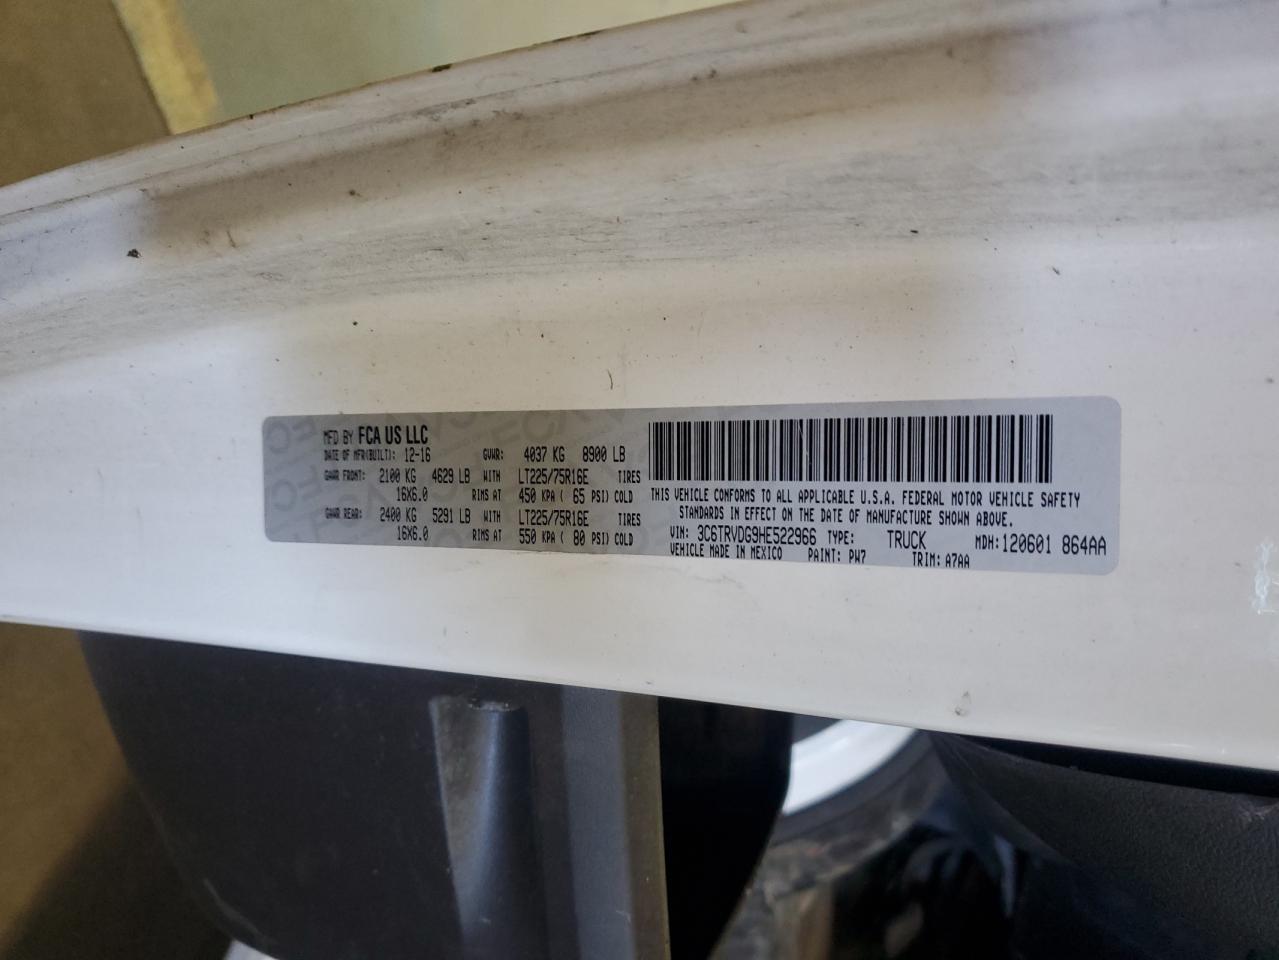 MFD BY FCA US LLC
DATE OF MFR(BUILT): 12-16 GVWR: 4037 KG 8900 LB
GAWR FRONT: 2100 KG 4629 LB WITH LT225/75R16E TIRES
16X6.0 RIMS AT 450 KPA ( 65 PSI) COLD
GAWR REAR: 2400 KG 5291 LB WITH LT225/75R16E TIRES
16X6.0 RIMS AT 550 KPA ( 80 PSI) COLD
THIS VEHICLE CONFORMS TO ALL APPLICABLE U.S.A. FEDERAL MOTOR VEHICLE SAFETY
STANDARDS IN EFFECT ON THE DATE OF MANUFACTURE SHOWN ABOVE.
VIN: 3C6TRVDG9HE522966 TYPE: TRUCK MDH: 120601 864AA
VEHICLE MADE IN MEXICO PAINT: PW7 TRIM: A7AA